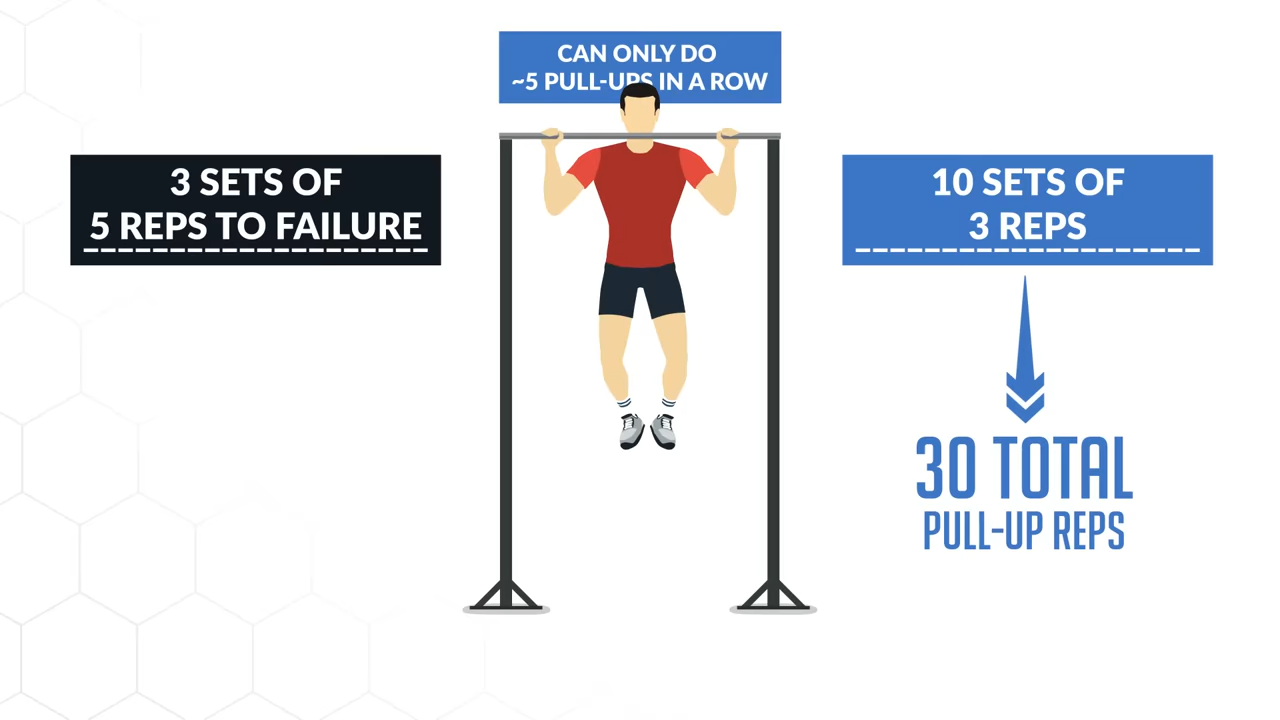 CAN ONLY DO
~5 PULL-UPS IN A ROW
3 SETS OF
5 REPS TO FAILURE
10 SETS OF
3 REPS
30 TOTAL
PULL-UP REPS